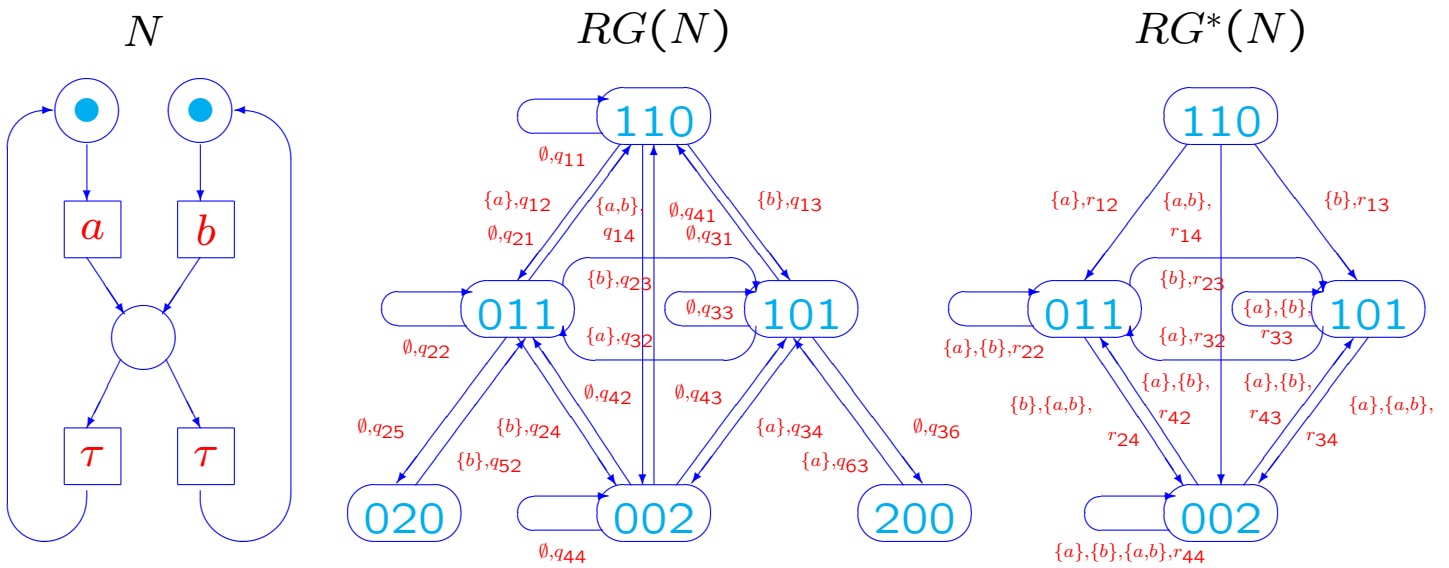 N
RG(N)
RG*(N)
110
110
∅,q₁₁
{a},q₁₂
{a,b},
q₁₄
∅,q₂₁
∅,q₄₁
∅,q₃₁
{b},q₁₃
{a},r₁₂
{a,b},
r₁₄
{b},r₁₃
a
b
{b},q₂₃
{b},r₂₃
011
∅,q₃₃
101
011
{a},{b},
r₃₃
101
∅,q₂₂
{a},q₃₂
{a},{b},r₂₂
{a},r₃₂
∅,q₂₅
{b},q₂₄
{b},q₅₂
∅,q₄₂
∅,q₄₃
{a},q₃₄
{a},q₆₃
∅,q₃₆
{b},{a,b},
r₂₄
{a},{b},
r₄₂
{a},{b},
r₄₃
{a},{a,b},
r₃₄
τ
τ
020
002
200
002
∅,q₄₄
{a},{b},{a,b},r₄₄